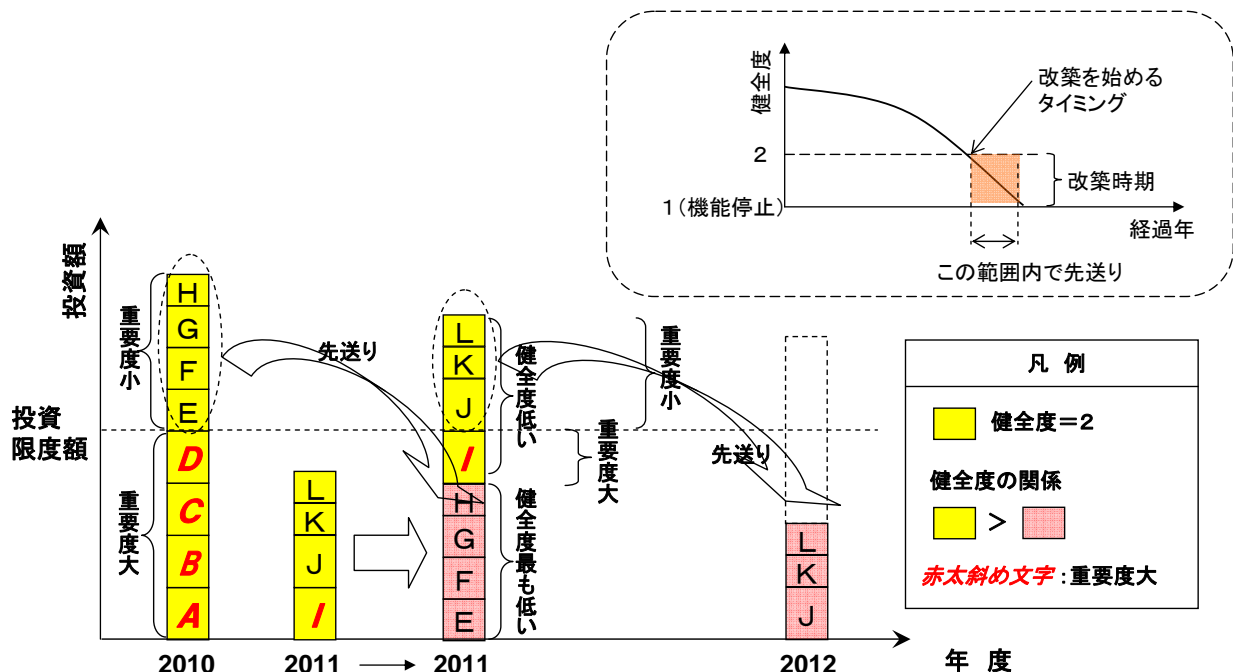 健全度
改築を始める
タイミング
2
改築時期
1(機能停止)
経過年
この範囲内で先送り
投資額
投資
限度額
重要度小
重要度大
H
G
F
E
D
C
B
A
先送り
L
K
J
I
L
K
J
I
H
G
F
E
健全度低い
健全度最も低い
重要度小
重要度大
先送り
L
K
J
2010
2011
2011
2012
年 度
凡 例
健全度=2
健全度の関係
>
赤太斜め文字:重要度大